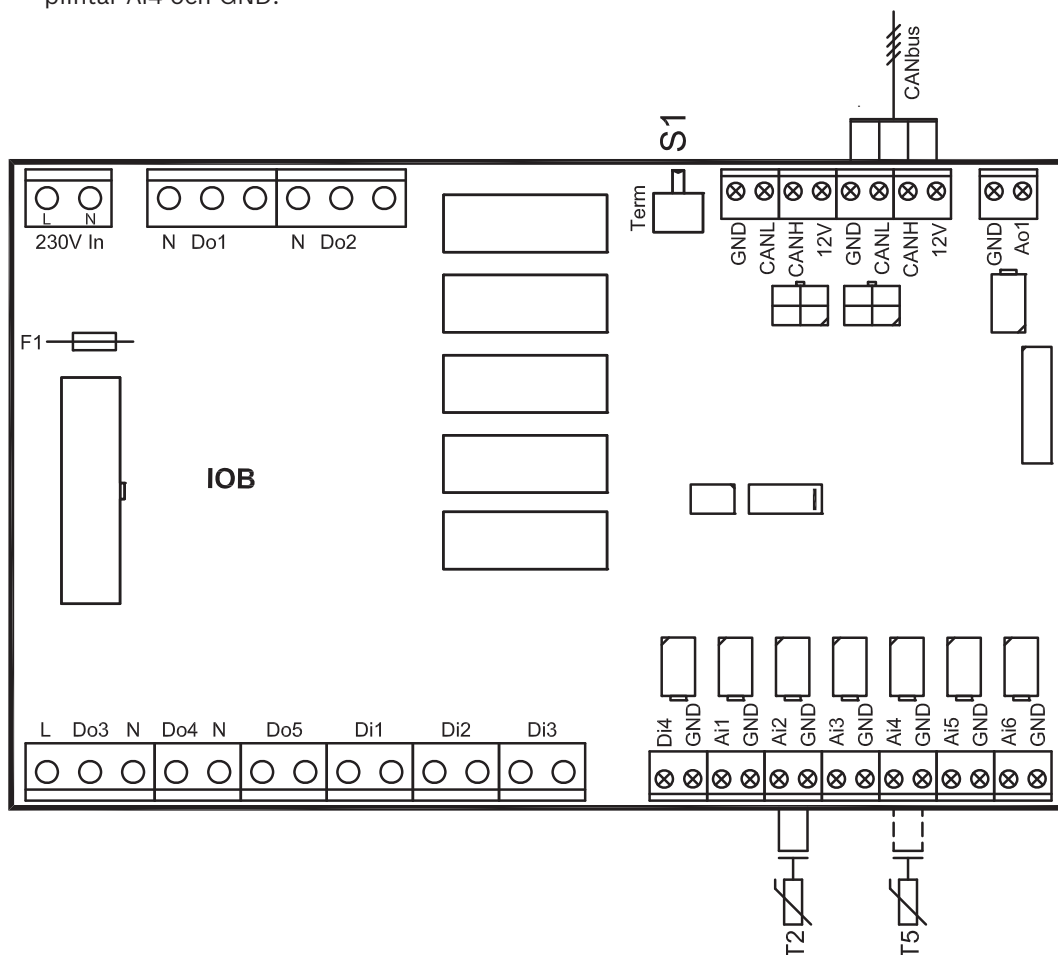 plintar Ai4 och GND.
CANbus
S1
Term
L N
230V In
N Do1 N Do2
GND CANL CANH 12V GND CANL CANH 12V GND Ao1
F1
IOB
L Do3 N Do4 N Do5 Di1 Di2 Di3
Di4 GND Ai1 GND Ai2 GND Ai3 GND Ai4 GND Ai5 GND Ai6 GND
T2 T5